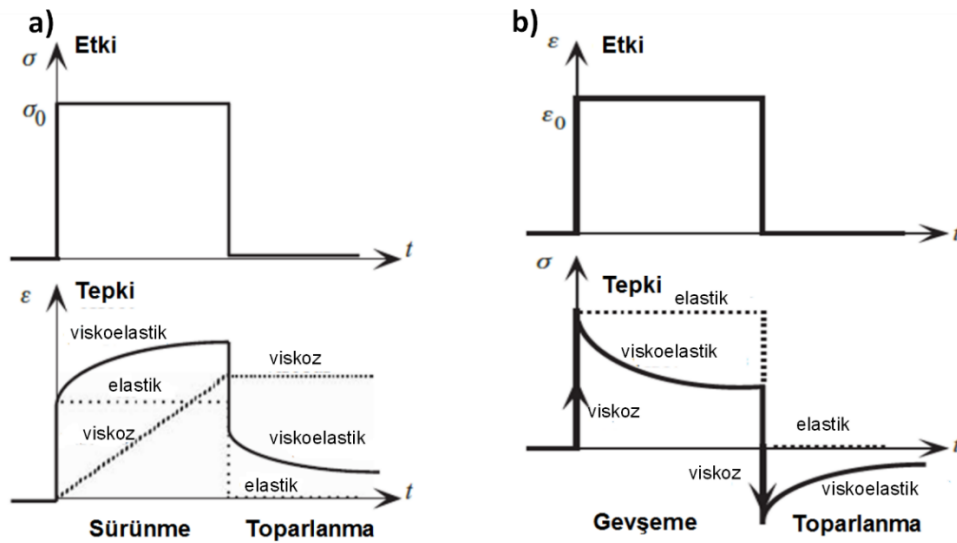 a)
Etki
σ
σ0
t
Tepki
ε
viskoelastik
viskoz
elastik
viskoz
viskoelastik
elastik
t
Sürünme
Toparlanma
b)
ε
Etki
ε0
t
σ
Tepki
elastik
viskoelastik
viskoz
elastik
t
viskoz
viskoelastik
Gevşeme
Toparlanma